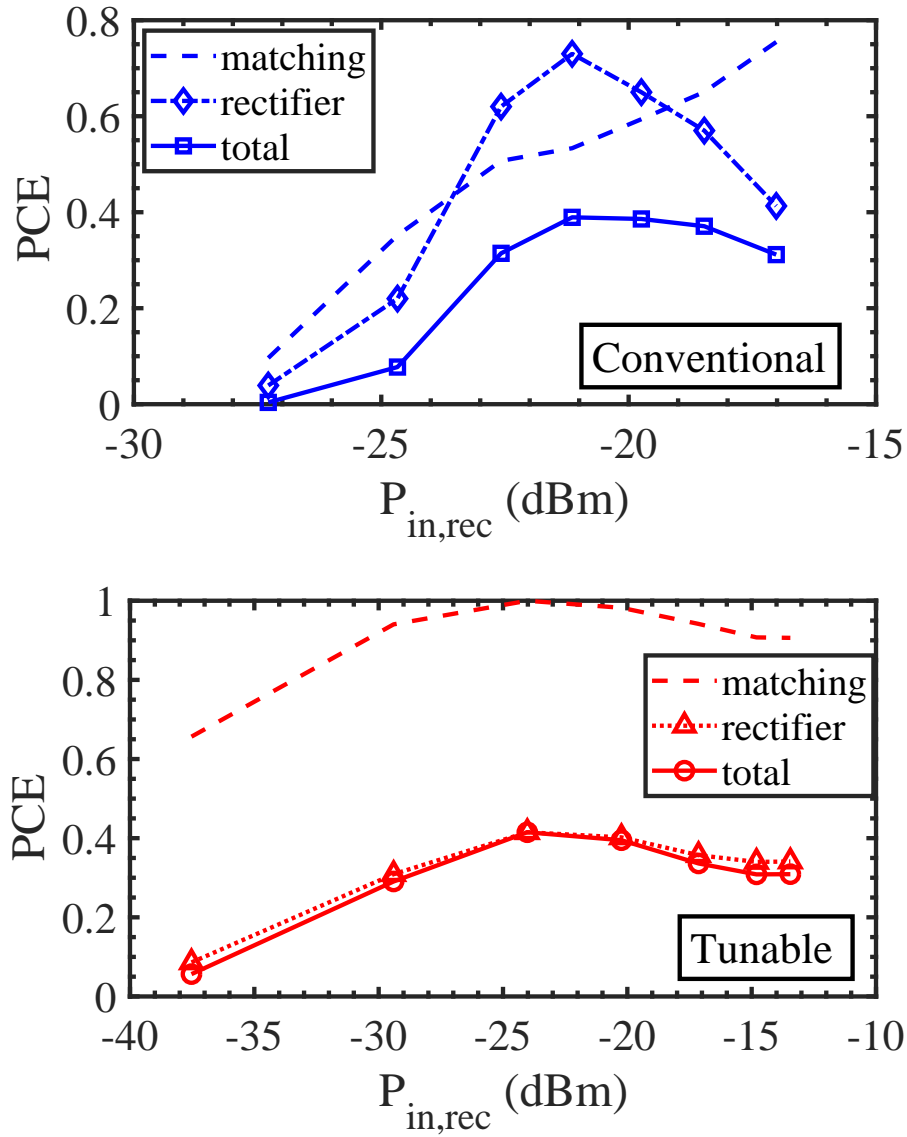 0.8
matching
rectifier
total
0.6
0.4
0.2
0
PCE
Conventional
-30 -25 -20 -15
P_in,rec (dBm)
1
0.8
0.6
0.4
0.2
0
PCE
matching
rectifier
total
Tunable
-40 -35 -30 -25 -20 -15 -10
P_in,rec (dBm)